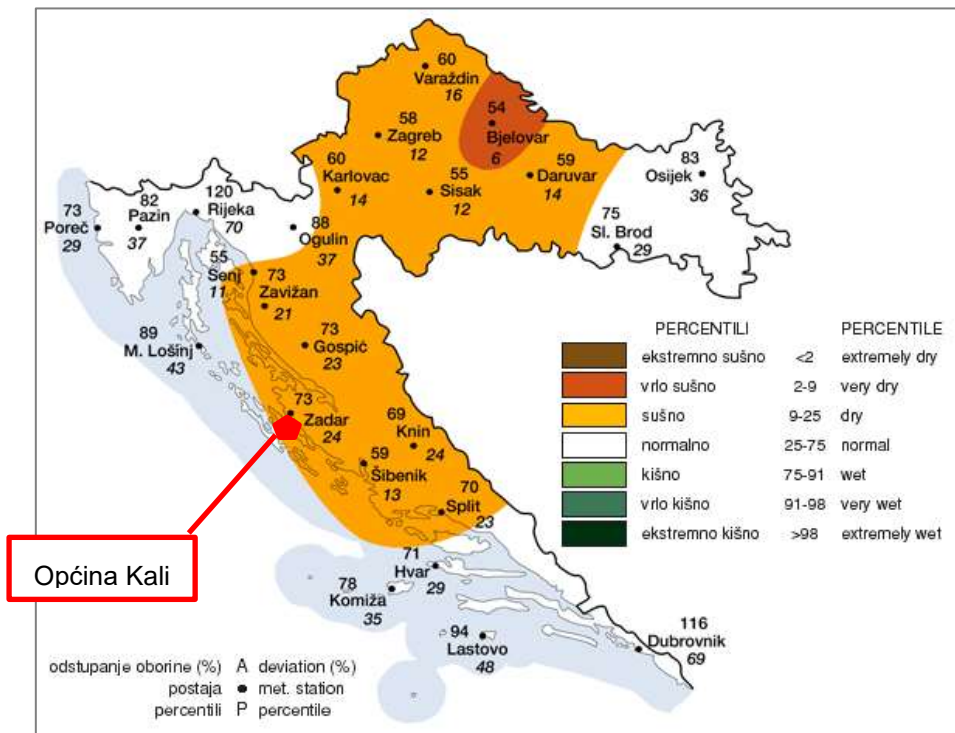 60
Varaždin
16
54
Bjelovar
6
58
Zagreb
12
60
Karlovac
14
55
Sisak
12
59
Daruvar
14
83
Osijek
36
75
Sl. Brod
29
73
Poreč
29
82
Pazin
37
120
Rijeka
70
88
Ogulin
37
55
Senj
11
73
Zavižan
21
89
M. Lošinj
43
73
Gospić
23
73
Zadar
24
69
Knin
24
59
Šibenik
13
70
Split
23
71
Hvar
29
78
Komiža
35
94
Lastovo
48
116
Dubrovnik
69
Općina Kali
PERCENTILI PERCENTILE
ekstremno sušno <2 extremely dry
vrlo sušno 2-9 very dry
sušno 9-25 dry
normalno 25-75 normal
kišno 75-91 wet
vrlo kišno 91-98 very wet
ekstremno kišno >98 extremely wet
odstupanje oborine (%) A deviation (%)
postaja ● met. station
percentili P percentile